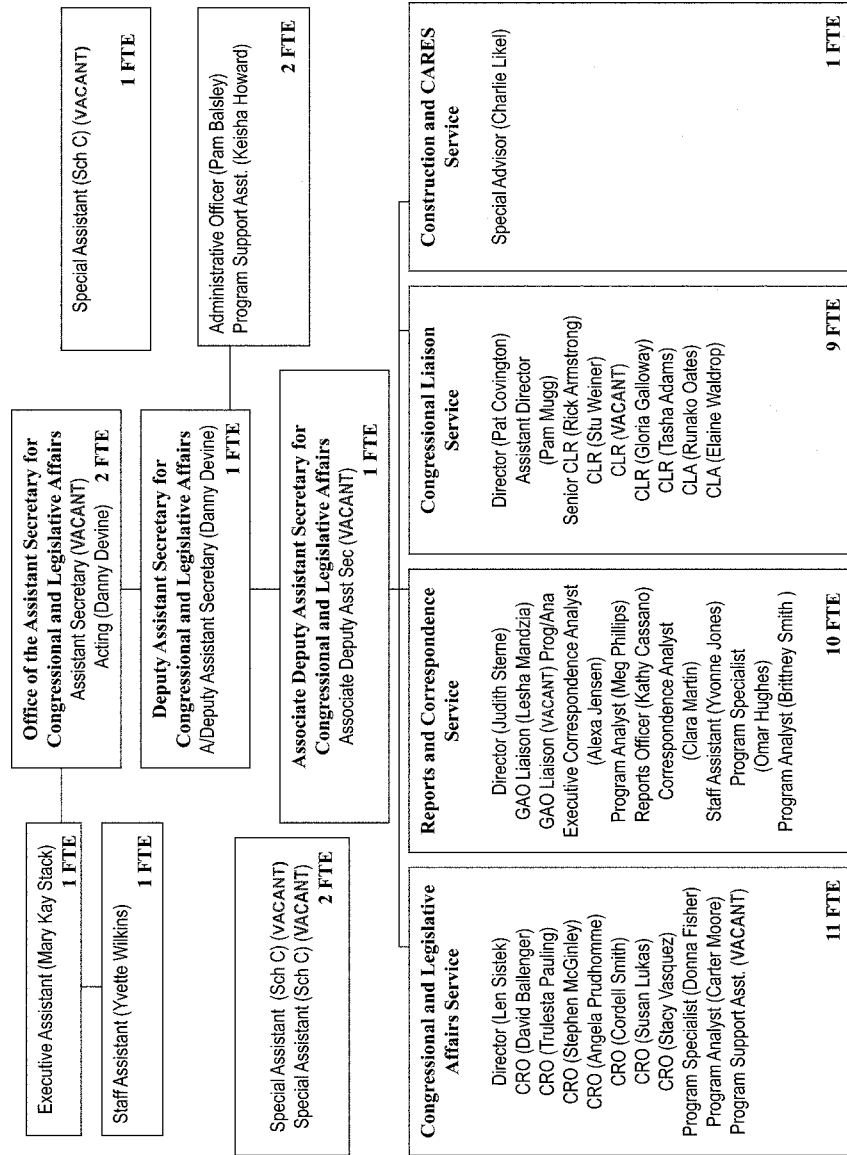 Office of the Assistant Secretary for
Congressional and Legislative Affairs
Assistant Secretary (VACANT)
Acting (Danny Devine) 2 FTE
Executive Assistant (Mary Kay Stack)
1 FTE
Staff Assistant (Yvette Wilkins)
1 FTE
Special Assistant (Sch C) (VACANT)
1 FTE
Deputy Assistant Secretary for
Congressional and Legislative Affairs
A/Deputy Assistant Secretary (Danny Devine)
1 FTE
Administrative Officer (Pam Balsley)
Program Support Asst. (Keisha Howard)
2 FTE
Special Assistant (Sch C) (VACANT)
Special Assistant (Sch C) (VACANT)
2 FTE
Associate Deputy Assistant Secretary for
Congressional and Legislative Affairs
Associate Deputy Asst Sec (VACANT)
1 FTE
Congressional and Legislative
Affairs Service
Director (Len Sistek)
CRO (David Ballenger)
CRO (Trulesta Pauling)
CRO (Stephen McGinley)
CRO (Angela Prudhomme)
CRO (Cordell Smith)
CRO (Susan Lukas)
CRO (Stacy Vasquez)
Program Specialist (Donna Fisher)
Program Analyst (Carter Moore)
Program Support Asst. (VACANT)
11 FTE
Reports and Correspondence
Service
Director (Judith Sterne)
GAO Liaison (Lesha Mandzia)
GAO Liaison (VACANT) Prog/Ana
Executive Correspondence Analyst
(Alexa Jensen)
Program Analyst (Meg Phillips)
Reports Officer (Kathy Cassano)
Correspondence Analyst
(Clara Martin)
Staff Assistant (Yvonne Jones)
Program Specialist
(Omar Hughes)
Program Analyst (Brittney Smith )
10 FTE
Congressional Liaison
Service
Director (Pat Covington)
Assistant Director
(Pam Mugg)
Senior CLR (Rick Armstrong)
CLR (Stu Weiner)
CLR (VACANT)
CLR (Gloria Galloway)
CLR (Tasha Adams)
CLA (Runako Oates)
CLA (Elaine Waldrop)
9 FTE
Construction and CARES
Service
Special Advisor (Charlie Likel)
1 FTE